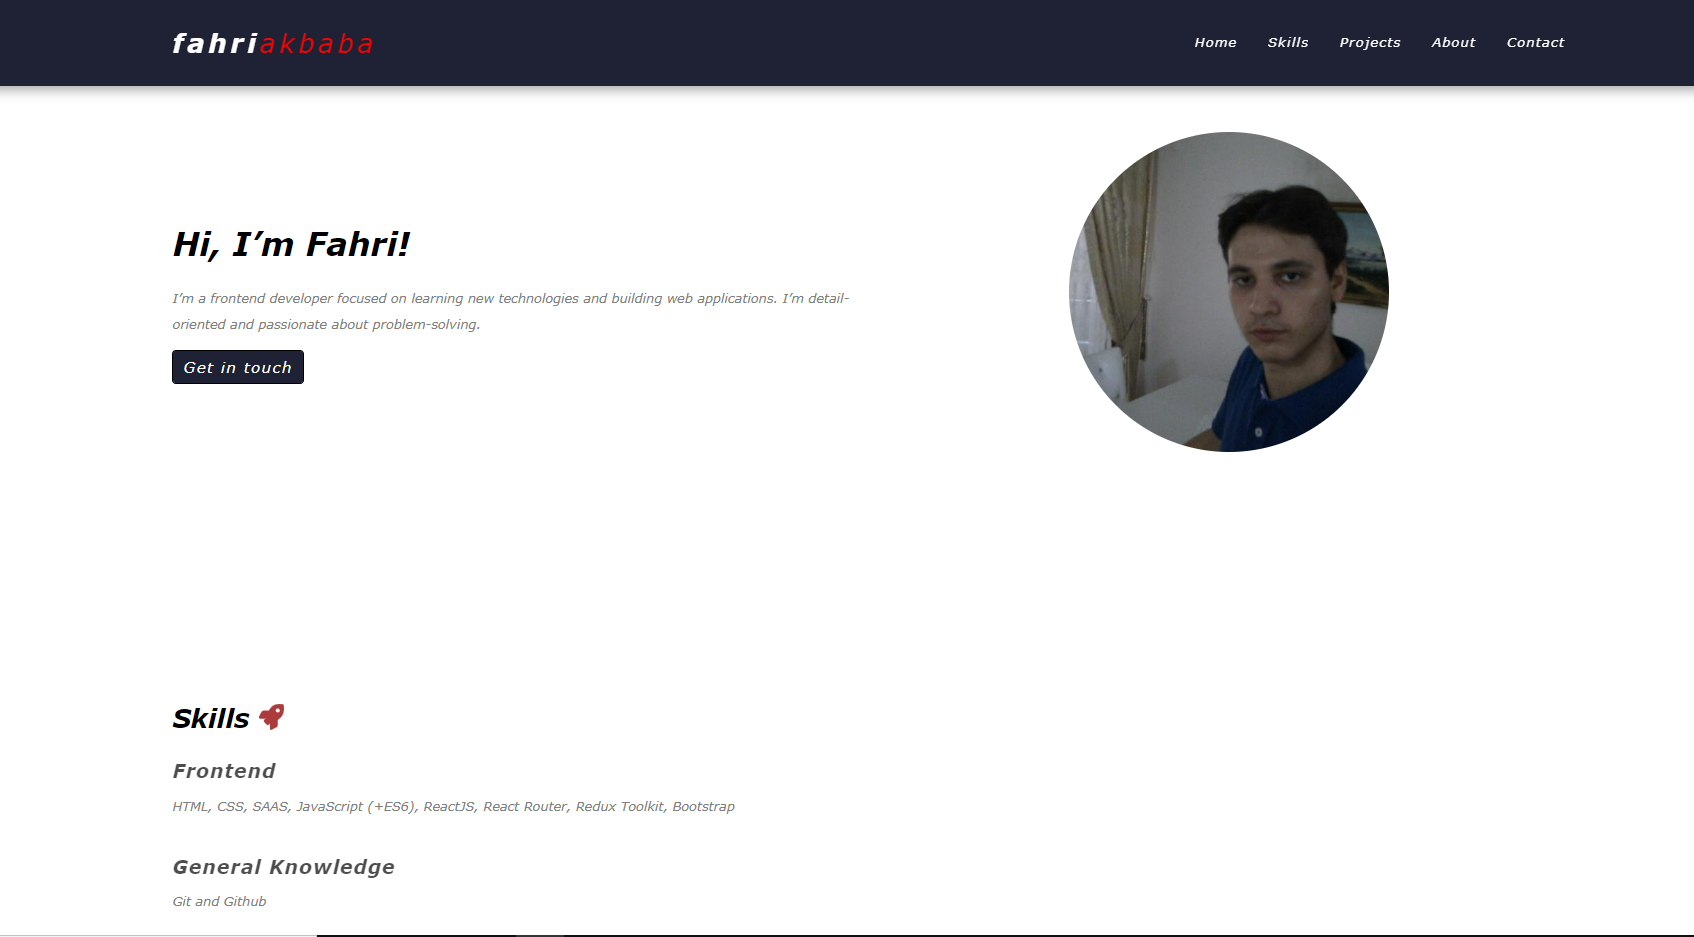 fahriakbaba
Home Skills Projects About Contact
Hi, I’m Fahri!
I’m a frontend developer focused on learning new technologies and building web applications. I’m detail-
oriented and passionate about problem-solving.
Get in touch
Skills
Frontend
HTML, CSS, SAAS, JavaScript (+ES6), ReactJS, React Router, Redux Toolkit, Bootstrap
General Knowledge
Git and Github